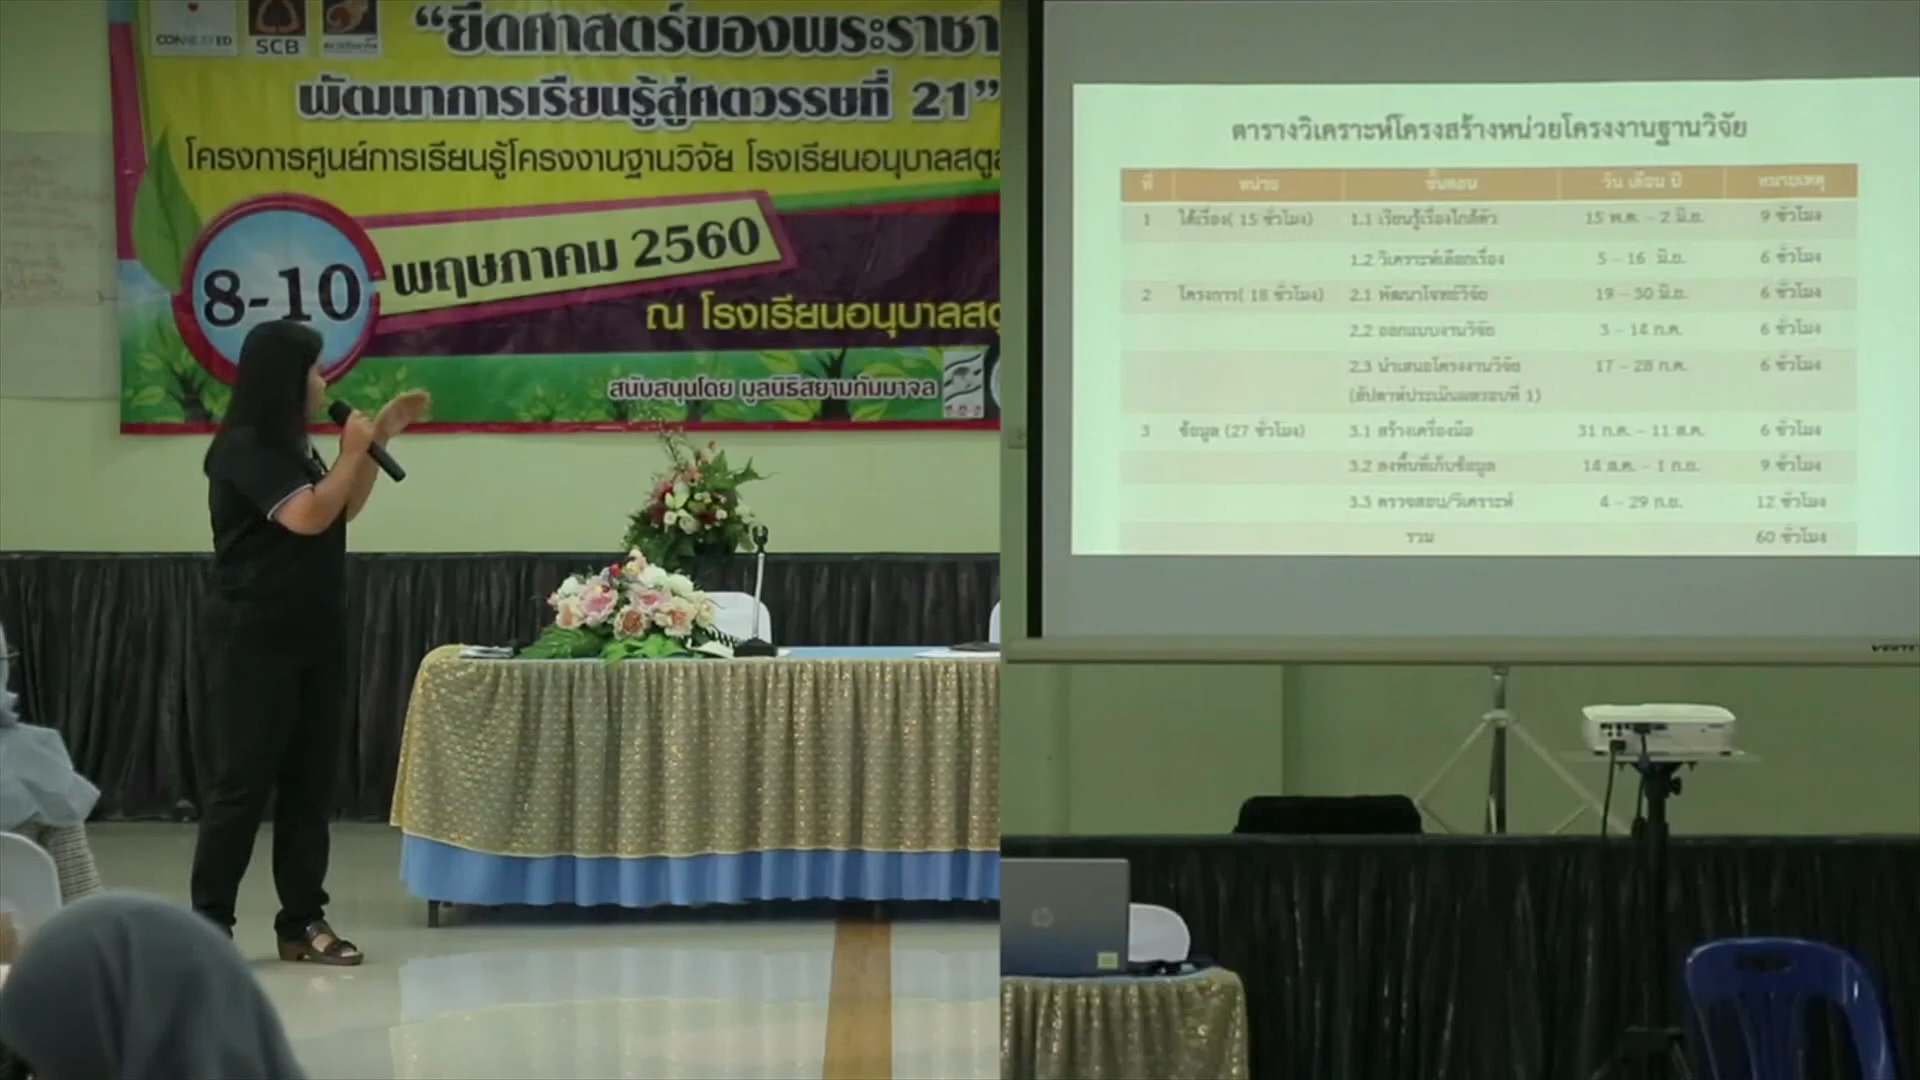 CONNEXTED
SCB
“ยึดศาสตร์ของพระราชา
พัฒนาการเรียนรู้สู่ศตวรรษที่ 21”
โครงการศูนย์การเรียนรู้โครงงานฐานวิจัย โรงเรียนอนุบาลสตูล
8-10 พฤษภาคม 2560
ณ โรงเรียนอนุบาลสตู
สนับสนุนโดย มูลนิธิสยามกัมมาจล
ตารางวิเคราะห์โครงสร้างหน่วยโครงงานฐานวิจัย
ที่ หน่วย ขั้นตอน วัน เดือน ปี หมายเหตุ
1 ได้เรื่อง( 15 ชั่วโมง) 1.1 เรียนรู้เรื่องใกล้ตัว 15 พ.ค. – 2 มิ.ย. 9 ชั่วโมง
1.2 วิเคราะห์เลือกเรื่อง 5 – 16 มิ.ย. 6 ชั่วโมง
2 โครงการ( 18 ชั่วโมง) 2.1 พัฒนาโจทย์วิจัย 19 – 30 มิ.ย. 6 ชั่วโมง
2.2 ออกแบบงานวิจัย 3 – 14 ก.ค. 6 ชั่วโมง
2.3 นำเสนอโครงงานวิจัย 17 – 28 ก.ค. 6 ชั่วโมง
(สัปดาห์ประเมินผลรอบที่ 1)
3 ข้อมูล (27 ชั่วโมง) 3.1 สร้างเครื่องมือ 31 ก.ค. – 11 ส.ค. 6 ชั่วโมง
3.2 ลงพื้นที่เก็บข้อมูล 14 ส.ค. – 1 ก.ย. 9 ชั่วโมง
3.3 ตรวจสอบ/วิเคราะห์ 4 – 29 ก.ย. 12 ชั่วโมง
รวม 60 ชั่วโมง
hp